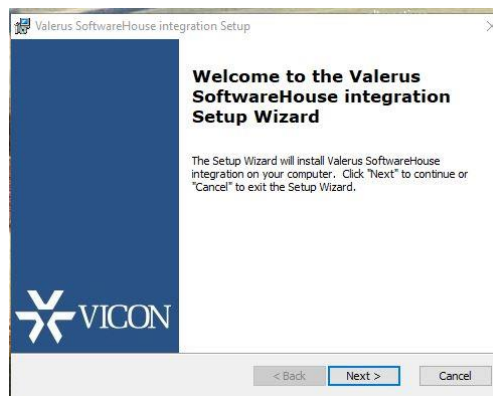 Valerus SoftwareHouse integration Setup
Welcome to the Valerus
SoftwareHouse integration
Setup Wizard
The Setup Wizard will install Valerus SoftwareHouse
integration on your computer. Click "Next" to continue or
"Cancel" to exit the Setup Wizard.
VICON
< Back Next > Cancel